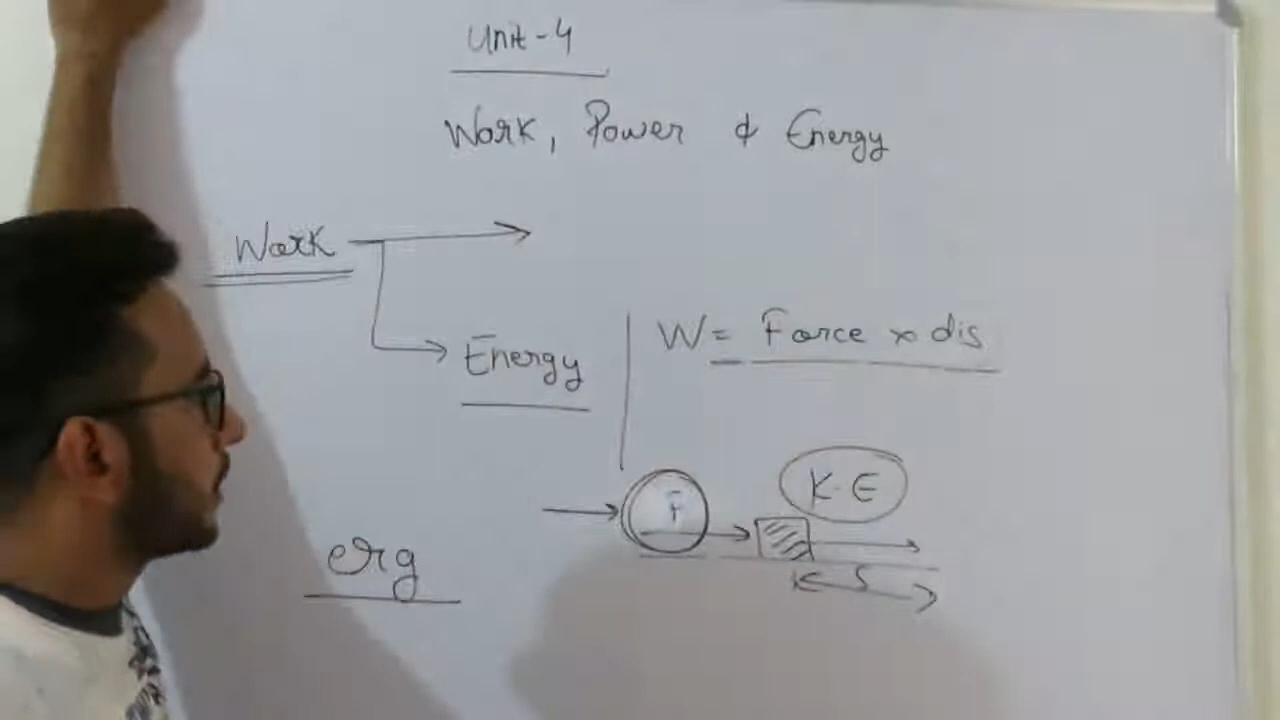 Unit-4
Work, Power & Energy
Work
Energy
W = Force x dis
F
K.E
S
erg